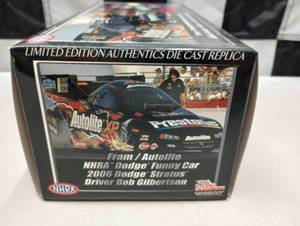 LIMITED EDITION AUTHENTICS DIE CAST REPLICA
Autolite XP
Autolite
Prestone
Fram / Autolite
NHRA Dodge Funny Car
2006 Dodge Stratus
Driver Bob Gilbertson
NHRA